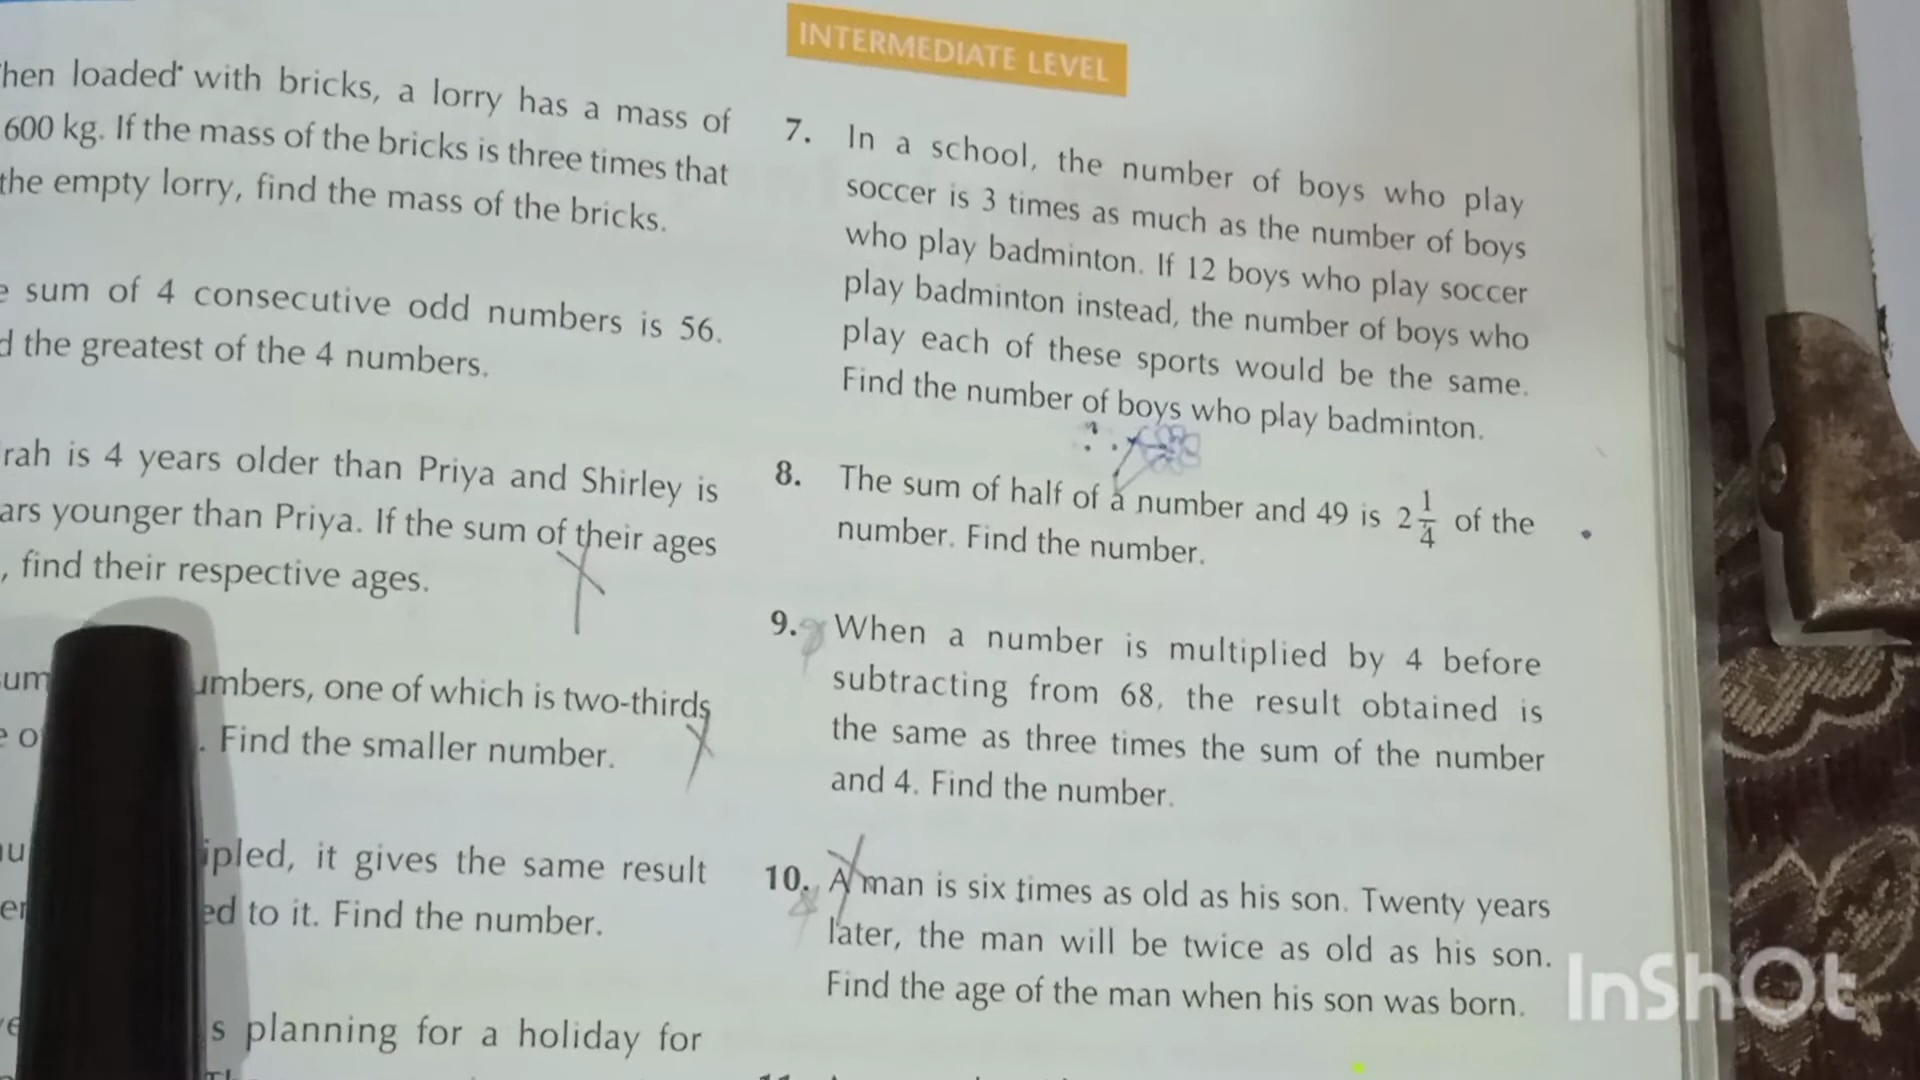 hen loaded with bricks, a lorry has a mass of
600 kg. If the mass of the bricks is three times that
the empty lorry, find the mass of the bricks.
sum of 4 consecutive odd numbers is 56.
the greatest of the 4 numbers.
rah is 4 years older than Priya and Shirley is
ars younger than Priya. If the sum of their ages
, find their respective ages.
um umbers, one of which is two-thirds
. Find the smaller number.
ipled, it gives the same result
ed to it. Find the number.
s planning for a holiday for
INTERMEDIATE LEVEL
7. In a school, the number of boys who play
soccer is 3 times as much as the number of boys
who play badminton. If 12 boys who play soccer
play badminton instead, the number of boys who
play each of these sports would be the same.
Find the number of boys who play badminton.
8. The sum of half of a number and 49 is 2 1/4 of the
number. Find the number.
9. When a number is multiplied by 4 before
subtracting from 68, the result obtained is
the same as three times the sum of the number
and 4. Find the number.
10. A man is six times as old as his son. Twenty years
later, the man will be twice as old as his son.
Find the age of the man when his son was born.
InShOt